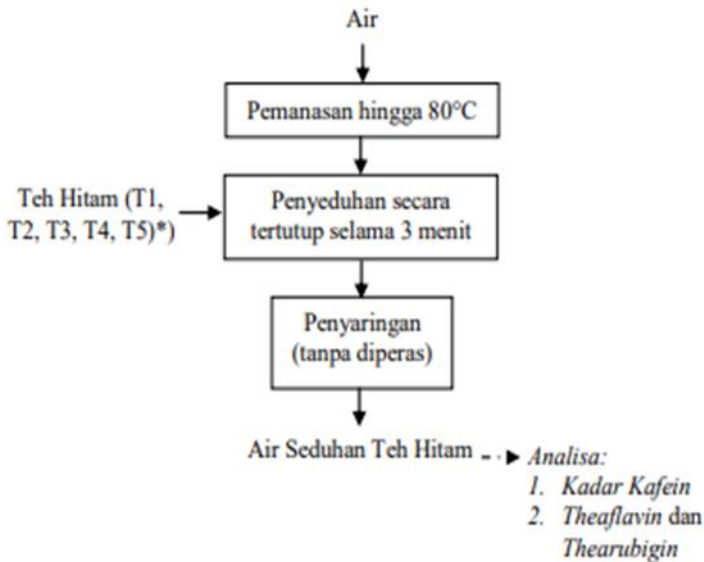 Air
Pemanasan hingga 80°C
Teh Hitam (T1,
T2, T3, T4, T5)*)
Penyeduhan secara
tertutup selama 3 menit
Penyaringan
(tanpa diperas)
Air Seduhan Teh Hitam
Analisa:
1. Kadar Kafein
2. Theaflavin dan
Thearubigin